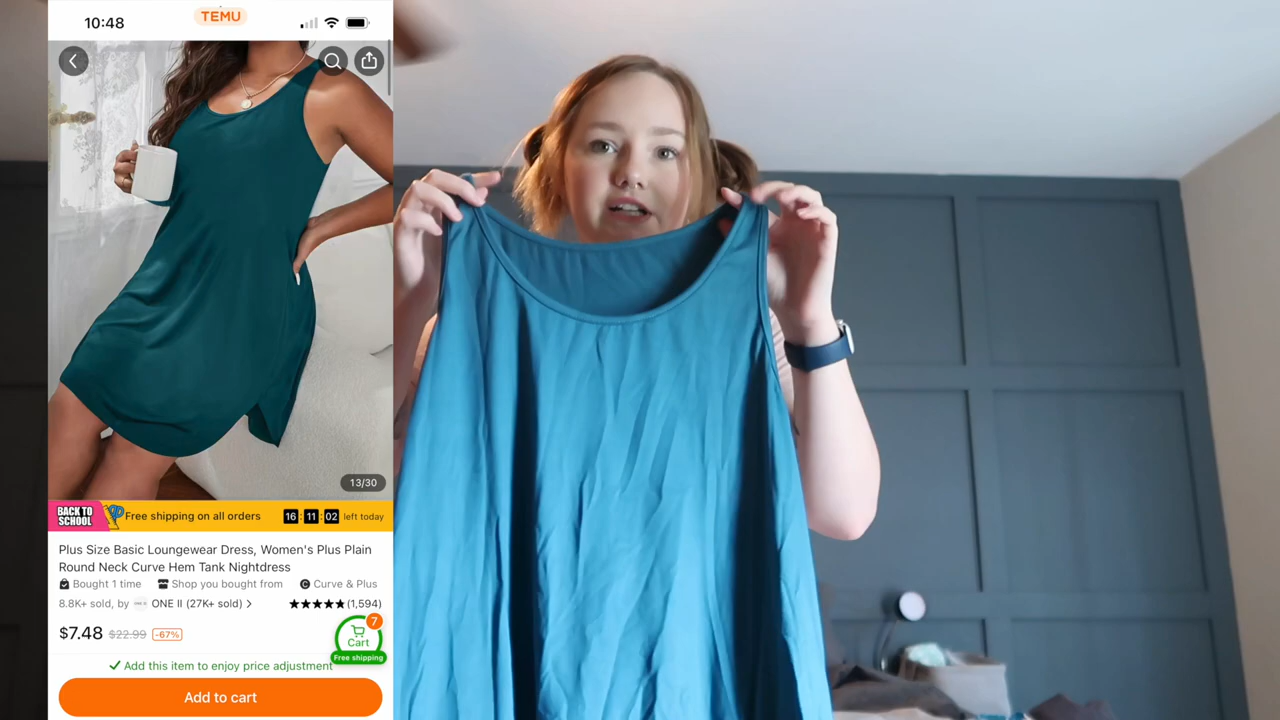 10:48
TEMU
13/30
BACK TO
SCHOOL
Free shipping on all orders 16:11:02 left today
Plus Size Basic Loungewear Dress, Women's Plus Plain
Round Neck Curve Hem Tank Nightdress
Bought 1 time Shop you bought from Curve & Plus
8.8K+ sold, by ONE II (27K+ sold) > (1,594)
$7.48 $22.99 -67%
7
Cart
Free shipping
Add this item to enjoy price adjustment
Add to cart